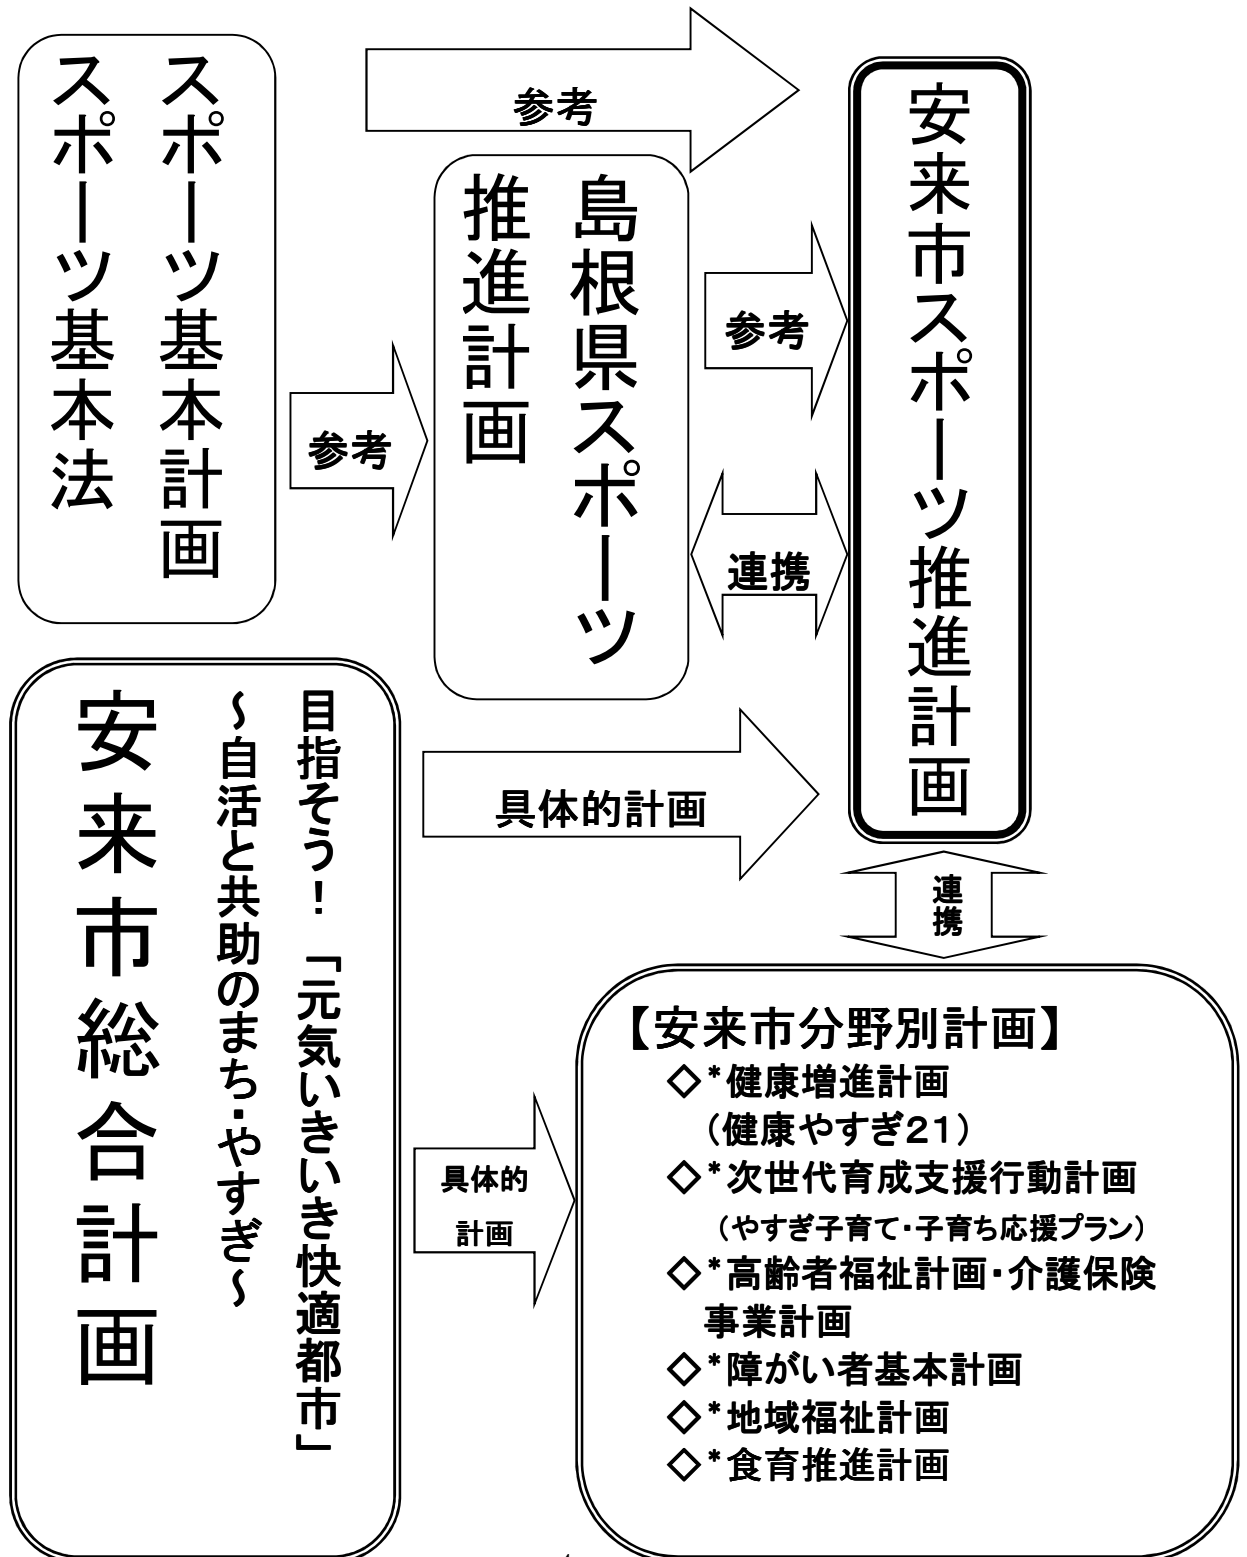 スポーツ基本計画
スポーツ基本法
参考
参考
島根県スポーツ
推進計画
参考
連携
安来市スポーツ推進計画
目指そう！「元気いきいき快適都市」
～自活と共助のまち・やすぎ～
安来市総合計画
具体的計画
連携
具体的
計画
【安来市分野別計画】
◇*健康増進計画
（健康やすぎ２１）
◇*次世代育成支援行動計画
（やすぎ子育て・子育ち応援プラン）
◇*高齢者福祉計画・介護保険
事業計画
◇*障がい者基本計画
◇*地域福祉計画
◇*食育推進計画